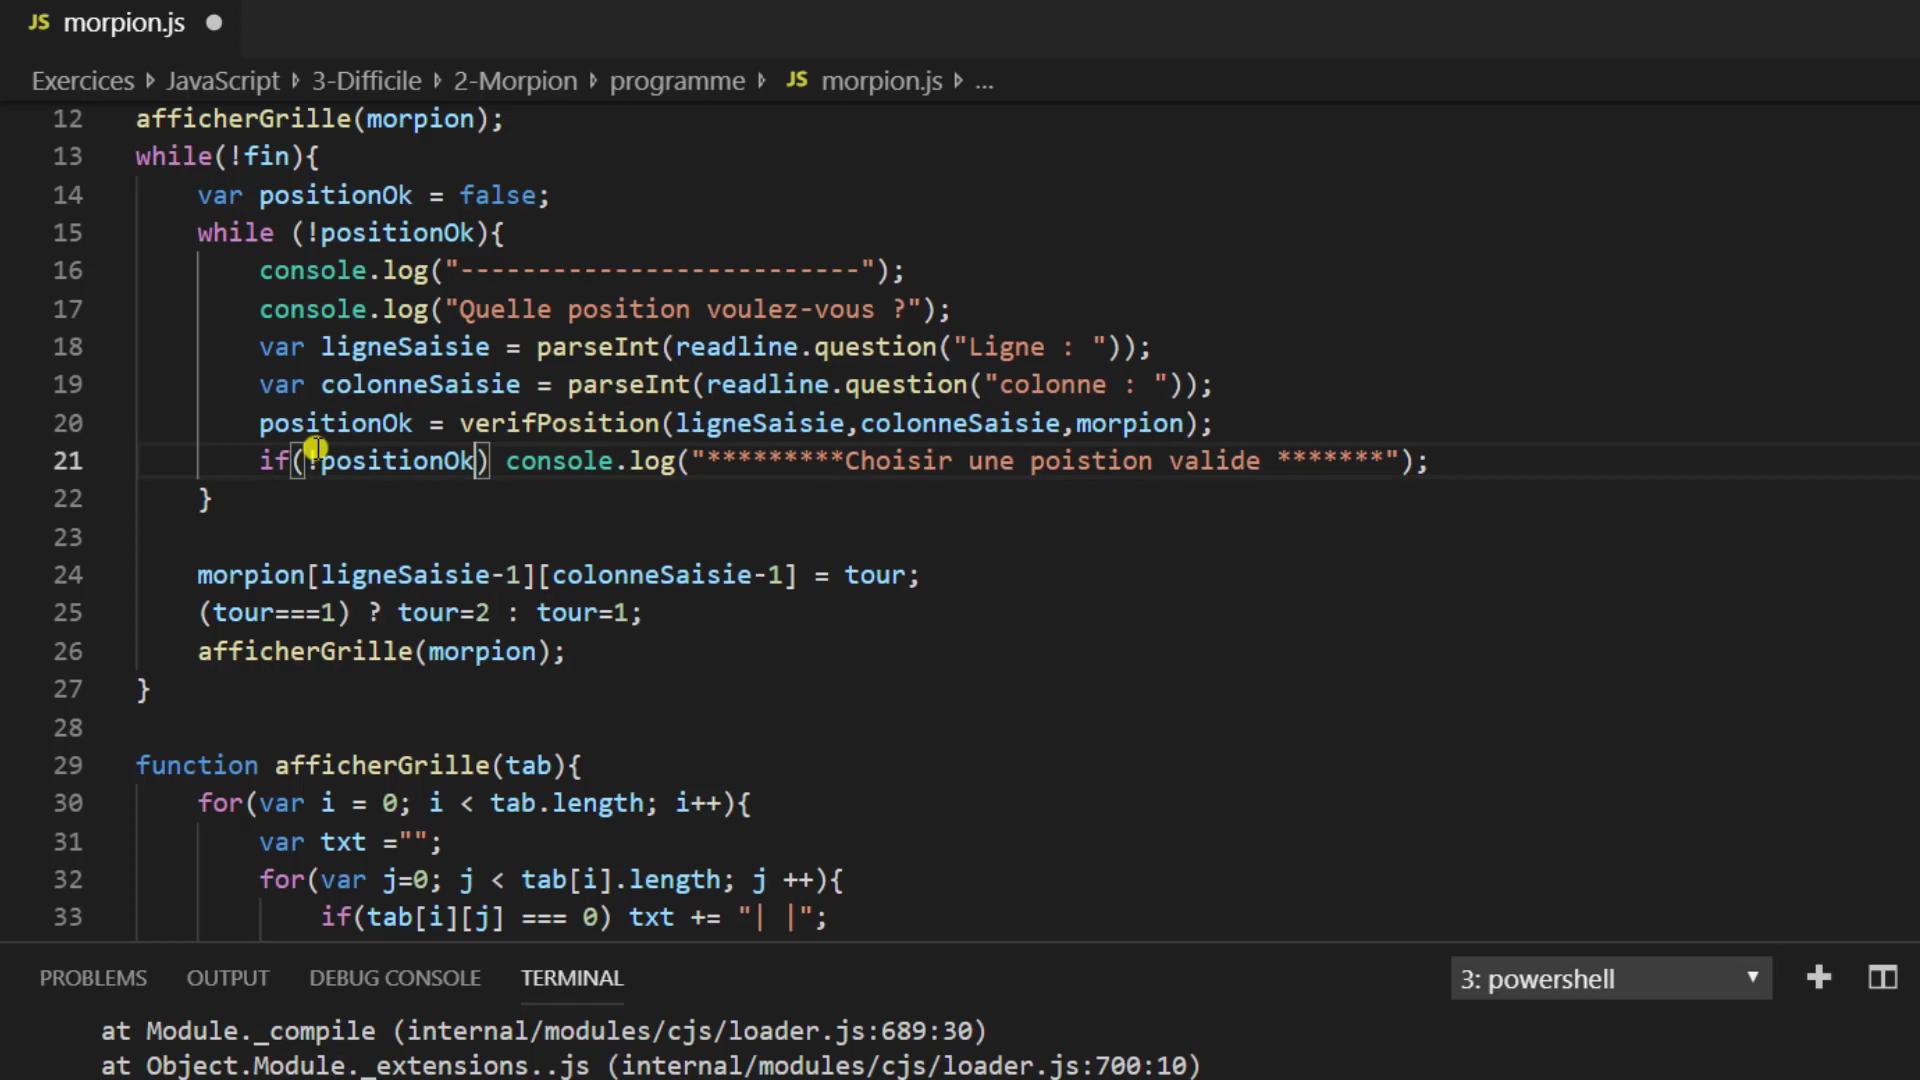 JS morpion.js
Exercices JavaScript 3-Difficile 2-Morpion programme JS morpion.js ...
12 afficherGrille(morpion);
13 while(!fin){
14 var positionOk = false;
15 while (!positionOk){
16 console.log("--------------------------");
17 console.log("Quelle position voulez-vous ?");
18 var ligneSaisie = parseInt(readline.question("Ligne : "));
19 var colonneSaisie = parseInt(readline.question("colonne : "));
20 positionOk = verifPosition(ligneSaisie,colonneSaisie,morpion);
21 if(!positionOk) console.log("*********Choisir une poistion valide *******");
22 }
23
24 morpion[ligneSaisie-1][colonneSaisie-1] = tour;
25 (tour===1) ? tour=2 : tour=1;
26 afficherGrille(morpion);
27 }
28
29 function afficherGrille(tab){
30 for(var i = 0; i < tab.length; i++){
31 var txt ="";
32 for(var j=0; j < tab[i].length; j ++){
33 if(tab[i][j] === 0) txt += "| |";
PROBLEMS OUTPUT DEBUG CONSOLE TERMINAL 3: powershell
at Module._compile (internal/modules/cjs/loader.js:689:30)
at Object.Module._extensions..js (internal/modules/cjs/loader.js:700:10)